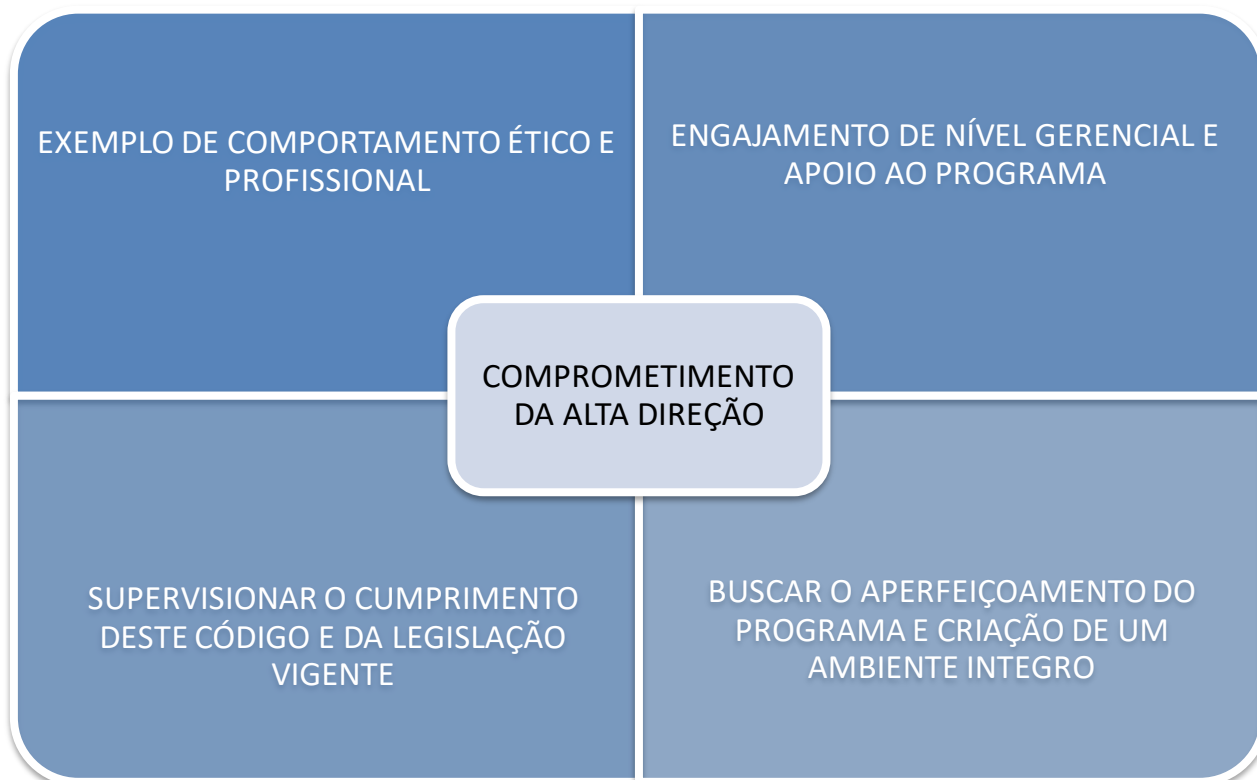 EXEMPLO DE COMPORTAMENTO ÉTICO E
PROFISSIONAL
ENGAJAMENTO DE NÍVEL GERENCIAL E
APOIO AO PROGRAMA
COMPROMETIMENTO
DA ALTA DIREÇÃO
SUPERVISIONAR O CUMPRIMENTO
DESTE CÓDIGO E DA LEGISLAÇÃO
VIGENTE
BUSCAR O APERFEIÇOAMENTO DO
PROGRAMA E CRIAÇÃO DE UM
AMBIENTE INTEGRO